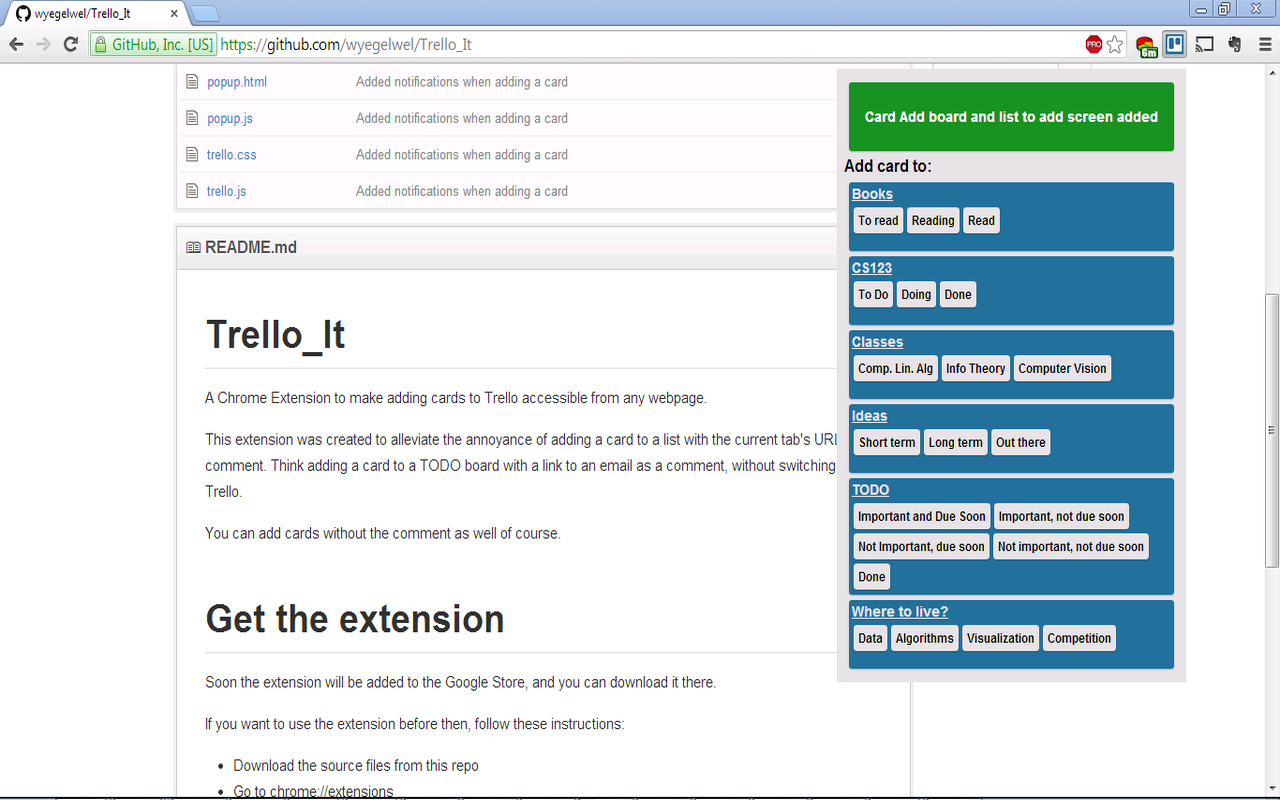 wyegelwel/Trello_It
GitHub, Inc. [US] https://github.com/wyegelwel/Trello_It
PRO
6m
popup.html Added notifications when adding a card
popup.js Added notifications when adding a card
trello.css Added notifications when adding a card
trello.js Added notifications when adding a card
README.md
Trello_It
A Chrome Extension to make adding cards to Trello accessible from any webpage.
This extension was created to alleviate the annoyance of adding a card to a list with the current tab's URL
comment. Think adding a card to a TODO board with a link to an email as a comment, without switching
Trello.
You can add cards without the comment as well of course.
Get the extension
Soon the extension will be added to the Google Store, and you can download it there.
If you want to use the extension before then, follow these instructions:
• Download the source files from this repo
• Go to chrome://extensions
Card Add board and list to add screen added
Add card to:
Books
To read Reading Read
CS123
To Do Doing Done
Classes
Comp. Lin. Alg Info Theory Computer Vision
Ideas
Short term Long term Out there
TODO
Important and Due Soon Important, not due soon
Not Important, due soon Not important, not due soon
Done
Where to live?
Data Algorithms Visualization Competition